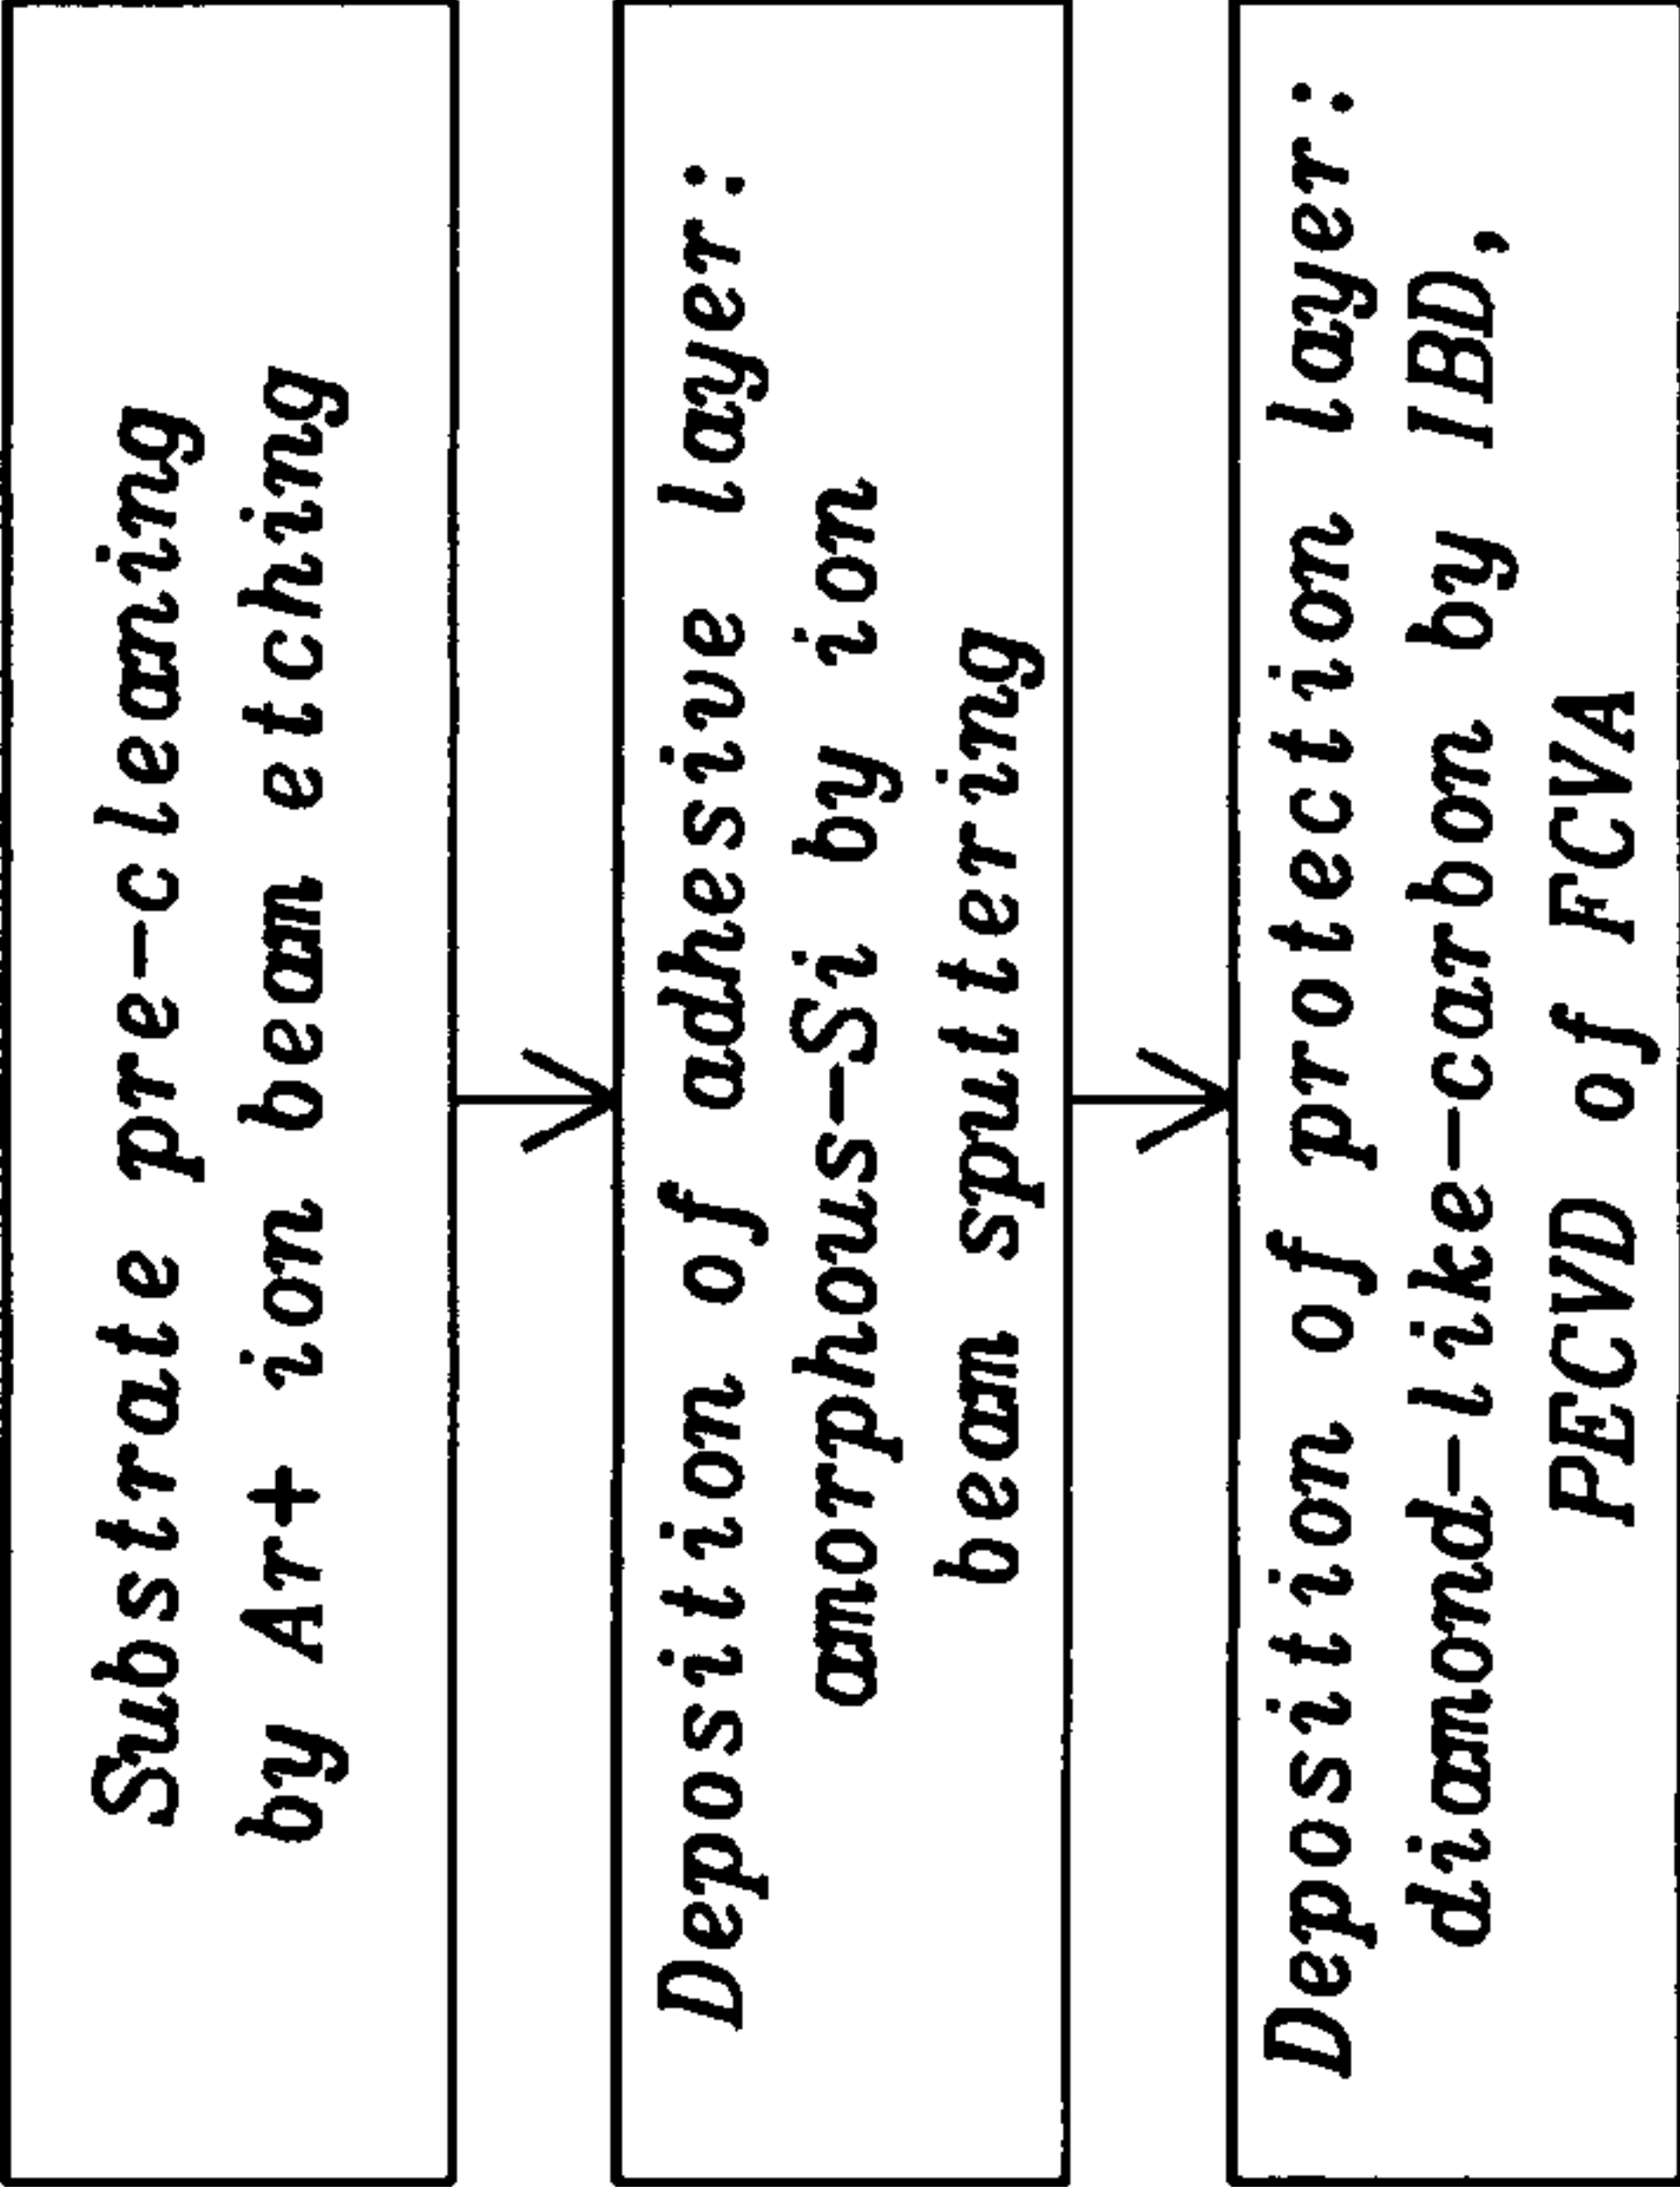 Substrate pre-cleaning
by Ar+ ion beam etching
Deposition of adhesive layer:
amorphous-Si by ion
beam sputtering
Deposition of protection layer:
diamond-like-carbon by IBD,
PECVD of FCVA